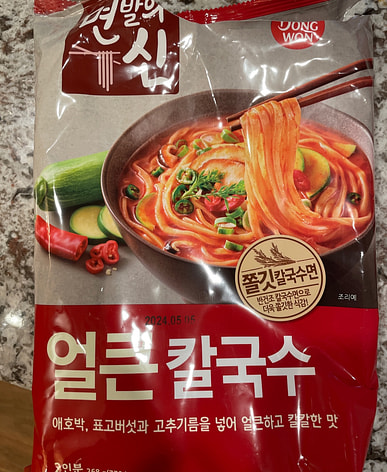 면발의
신
DONG
WON
쫄깃칼국수면
반건조 칼국수면으로
더욱 쫄깃한 식감!
조리예
2024.05
얼큰 칼국수
애호박, 표고버섯과 고추기름을 넣어 얼큰하고 칼칼한 맛
2인분